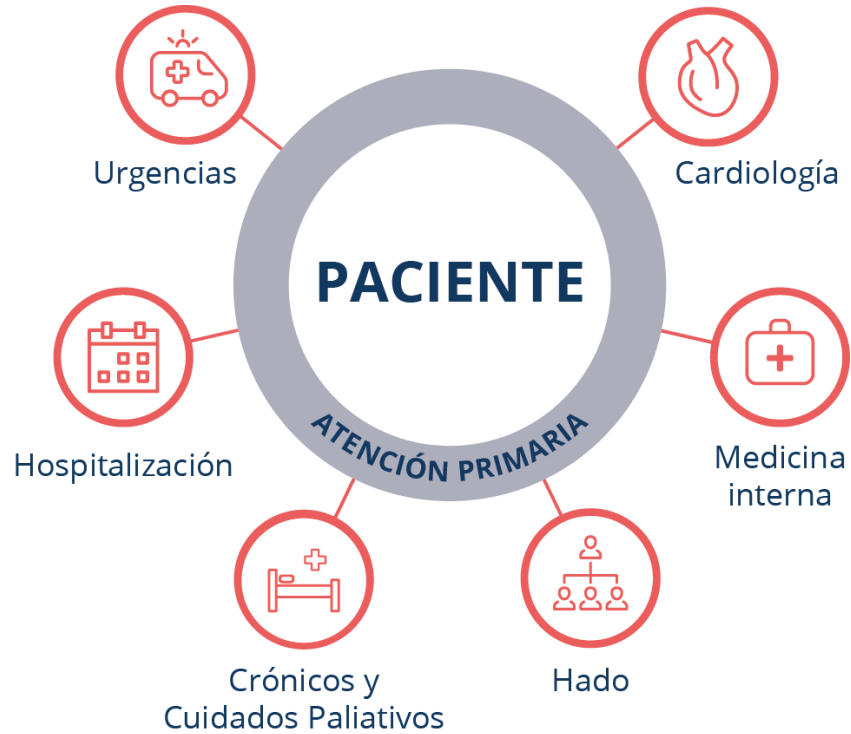 Urgencias
Cardiología
PACIENTE
Hospitalización
Medicina
interna
ATENCIÓN PRIMARIA
Crónicos y
Cuidados Paliativos
Hado